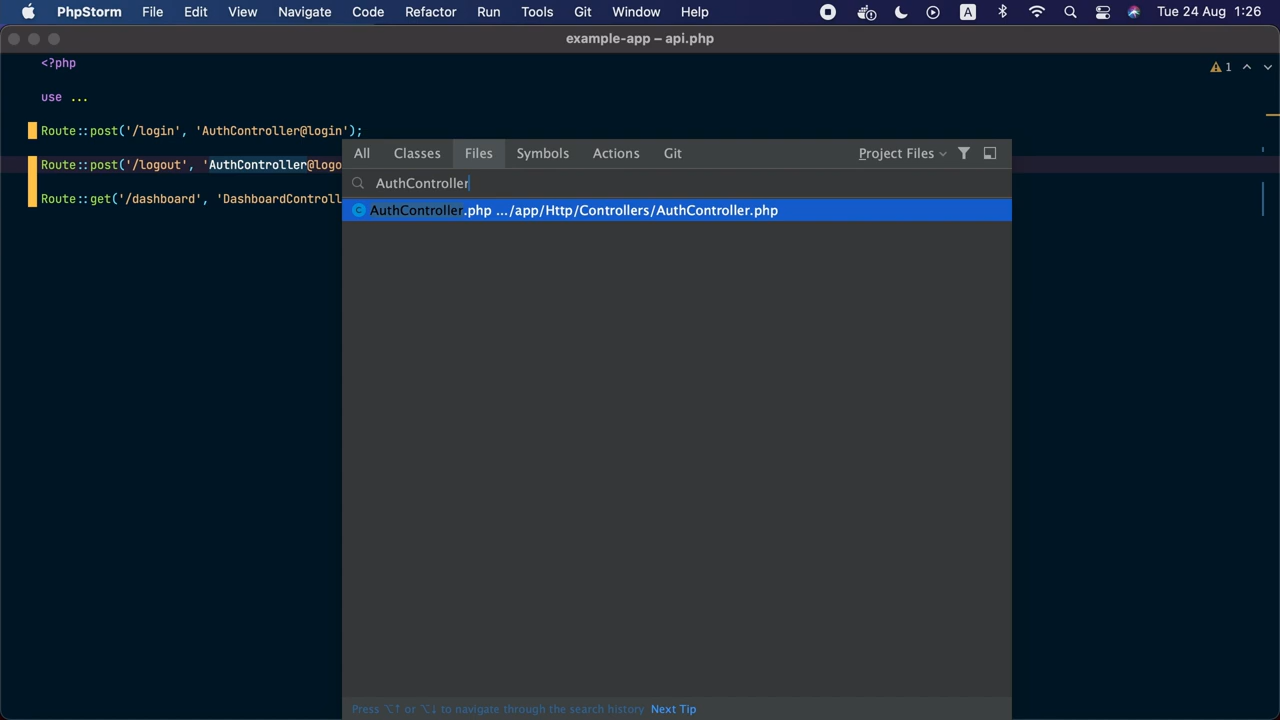 PhpStorm File Edit View Navigate Code Refactor Run Tools Git Window Help A Tue 24 Aug 1:26
example-app – api.php
<?php
1
use ...
Route::post('/login', 'AuthController@login');
Route::post('/logout', 'AuthController@logo
Route::get('/dashboard', 'DashboardControll
All Classes Files Symbols Actions Git Project Files
AuthController
C AuthController.php .../app/Http/Controllers/AuthController.php
Press ⌥↑ or ⌥↓ to navigate through the search history Next Tip